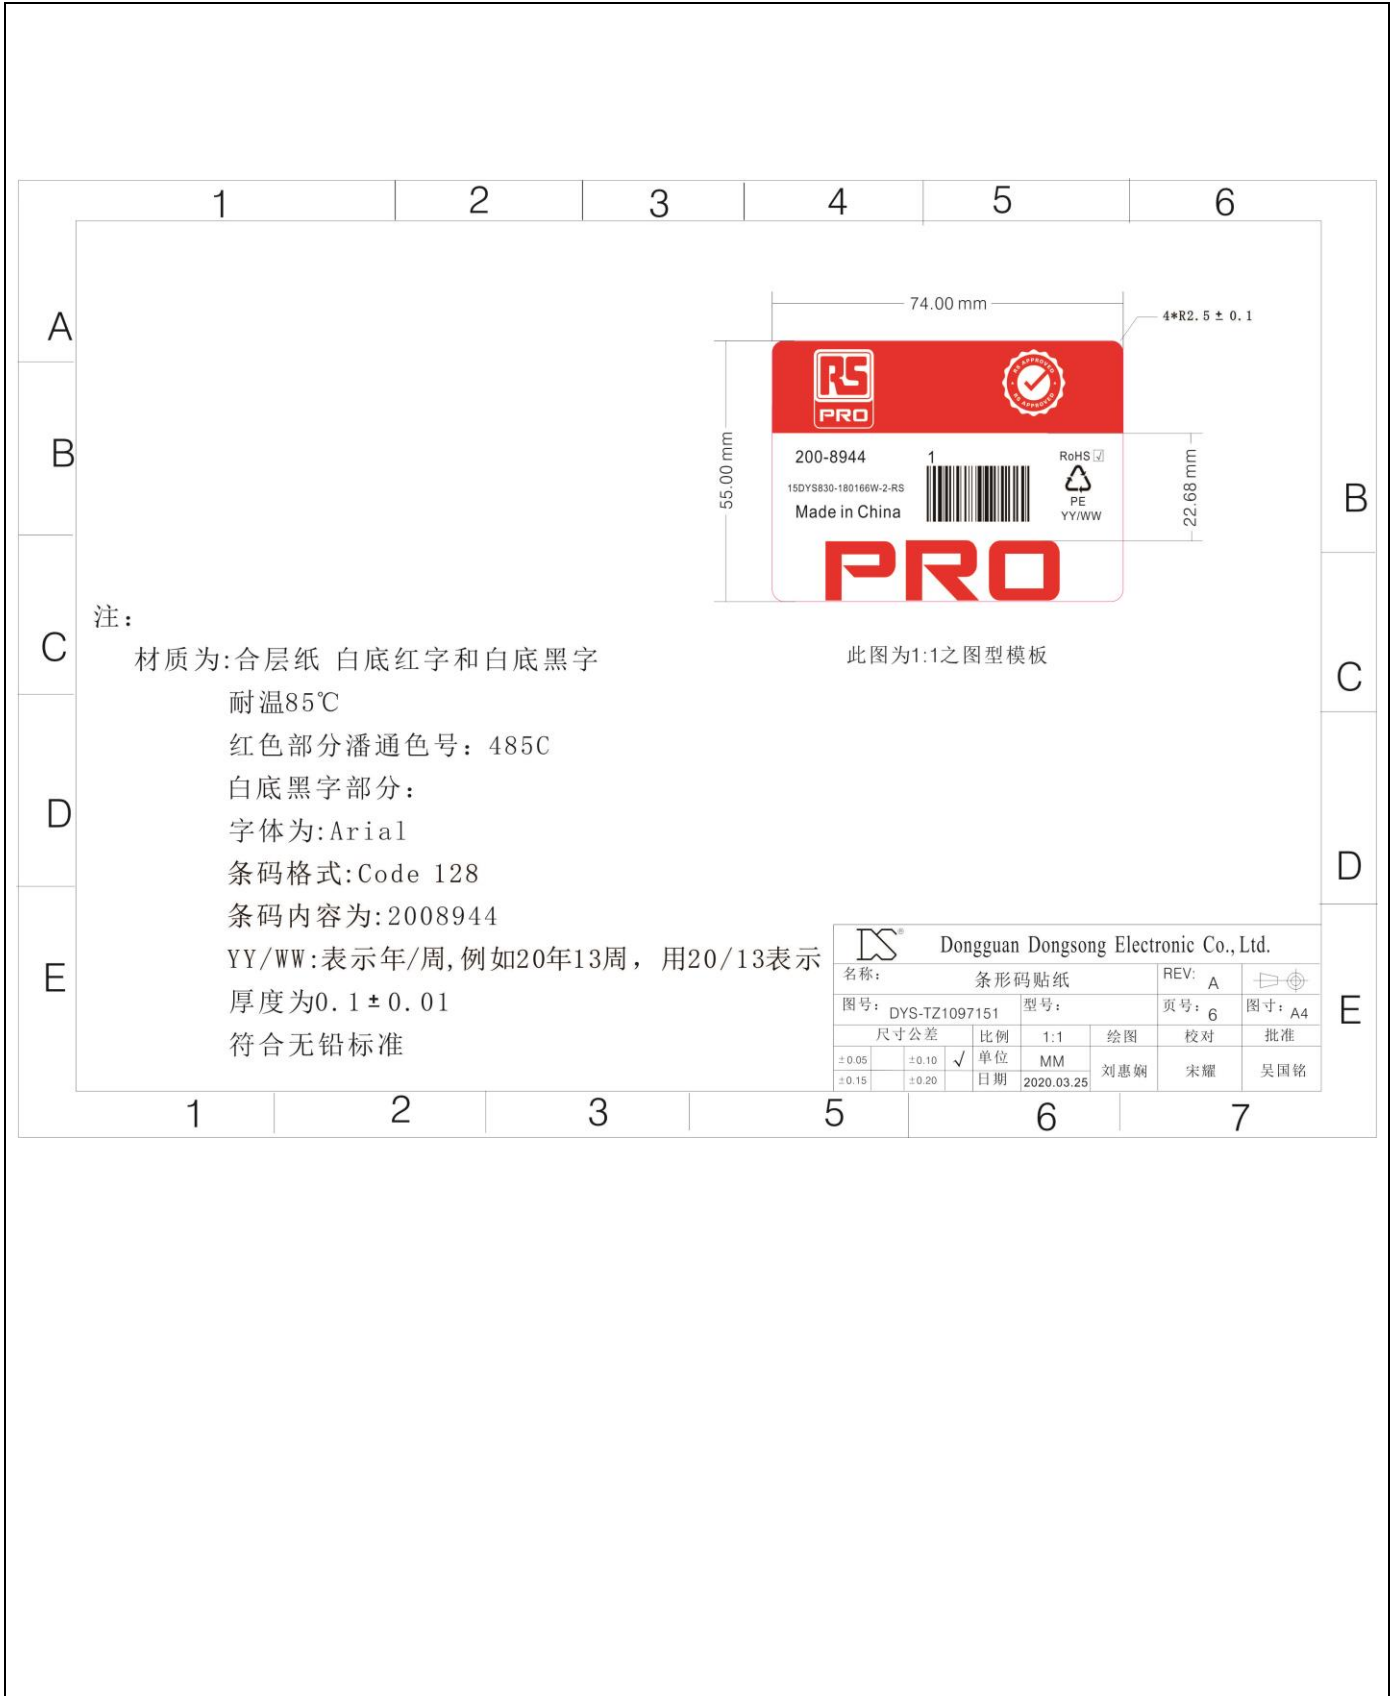 1 2 3 4 5 6
A
B
C
D
E
B
C
D
E
74.00 mm
4*R2.5 ± 0.1
55.00 mm
22.68 mm
RS
PRO
RS APPROVED
RS APPROVED
200-8944
1
RoHS
15DYS830-180166W-2-RS
Made in China
PE
YY/WW
PRO
此图为1:1之图型模板
注：
材质为:合层纸 白底红字和白底黑字
耐温85℃
红色部分潘通色号：485C
白底黑字部分：
字体为:Arial
条码格式:Code 128
条码内容为:2008944
YY/WW:表示年/周,例如20年13周，用20/13表示
厚度为0.1±0.01
符合无铅标准
DS® Dongguan Dongsong Electronic Co., Ltd.
名称： 条形码贴纸 REV: A
图号：DYS-TZ1097151 型号： 页号：6 图寸：A4
尺寸公差 比例 1:1 绘图 校对 批准
±0.05 ±0.10 √ 单位 MM 刘惠娴 宋耀 吴国铭
±0.15 ±0.20 日期 2020.03.25
1 2 3 5 6 7